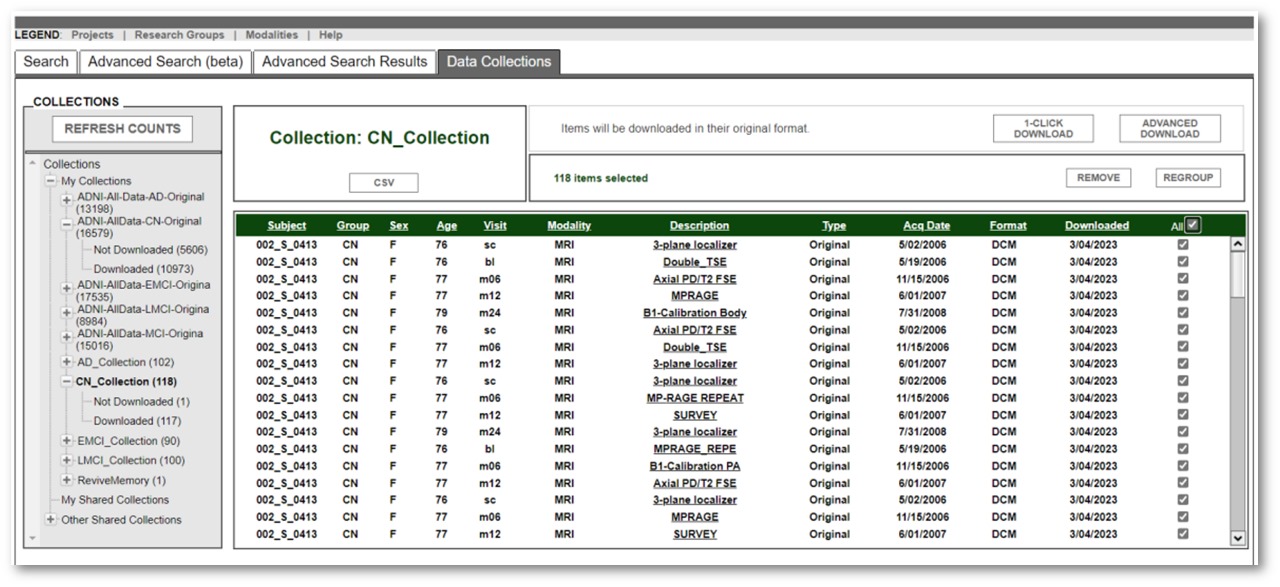 LEGEND: Projects | Research Groups | Modalities | Help
Search Advanced Search (beta) Advanced Search Results Data Collections
COLLECTIONS
REFRESH COUNTS
Collections
My Collections
ADNI-All-Data-AD-Original
(13198)
ADNI-AllData-CN-Original
(16579)
Not Downloaded (5606)
Downloaded (10973)
ADNI-AllData-EMCI-Origina
(17535)
ADNI-AllData-LMCI-Origina
(8984)
ADNI-AllData-MCI-Origina
(15016)
AD_Collection (102)
CN_Collection (118)
Not Downloaded (1)
Downloaded (117)
EMCI_Collection (90)
LMCI_Collection (100)
ReviveMemory (1)
My Shared Collections
Other Shared Collections
Collection: CN_Collection
CSV
Items will be downloaded in their original format.
1-CLICK
DOWNLOAD
ADVANCED
DOWNLOAD
118 items selected
REMOVE REGROUP
Subject Group Sex Age Visit Modality Description Type Acq Date Format Downloaded All
002_S_0413 CN F 76 sc MRI 3-plane localizer Original 5/02/2006 DCM 3/04/2023
002_S_0413 CN F 76 bl MRI Double_TSE Original 5/19/2006 DCM 3/04/2023
002_S_0413 CN F 77 m06 MRI Axial PD/T2 FSE Original 11/15/2006 DCM 3/04/2023
002_S_0413 CN F 77 m12 MRI MPRAGE Original 6/01/2007 DCM 3/04/2023
002_S_0413 CN F 79 m24 MRI B1-Calibration Body Original 7/31/2008 DCM 3/04/2023
002_S_0413 CN F 76 sc MRI Axial PD/T2 FSE Original 5/02/2006 DCM 3/04/2023
002_S_0413 CN F 77 m06 MRI Double_TSE Original 11/15/2006 DCM 3/04/2023
002_S_0413 CN F 77 m12 MRI 3-plane localizer Original 6/01/2007 DCM 3/04/2023
002_S_0413 CN F 76 sc MRI 3-plane localizer Original 5/02/2006 DCM 3/04/2023
002_S_0413 CN F 77 m06 MRI MP-RAGE REPEAT Original 11/15/2006 DCM 3/04/2023
002_S_0413 CN F 77 m12 MRI SURVEY Original 6/01/2007 DCM 3/04/2023
002_S_0413 CN F 79 m24 MRI 3-plane localizer Original 7/31/2008 DCM 3/04/2023
002_S_0413 CN F 76 bl MRI MPRAGE_REPE Original 5/19/2006 DCM 3/04/2023
002_S_0413 CN F 77 m06 MRI B1-Calibration PA Original 11/15/2006 DCM 3/04/2023
002_S_0413 CN F 77 m12 MRI Axial PD/T2 FSE Original 6/01/2007 DCM 3/04/2023
002_S_0413 CN F 76 sc MRI 3-plane localizer Original 5/02/2006 DCM 3/04/2023
002_S_0413 CN F 77 m06 MRI MPRAGE Original 11/15/2006 DCM 3/04/2023
002_S_0413 CN F 77 m12 MRI SURVEY Original 6/01/2007 DCM 3/04/2023